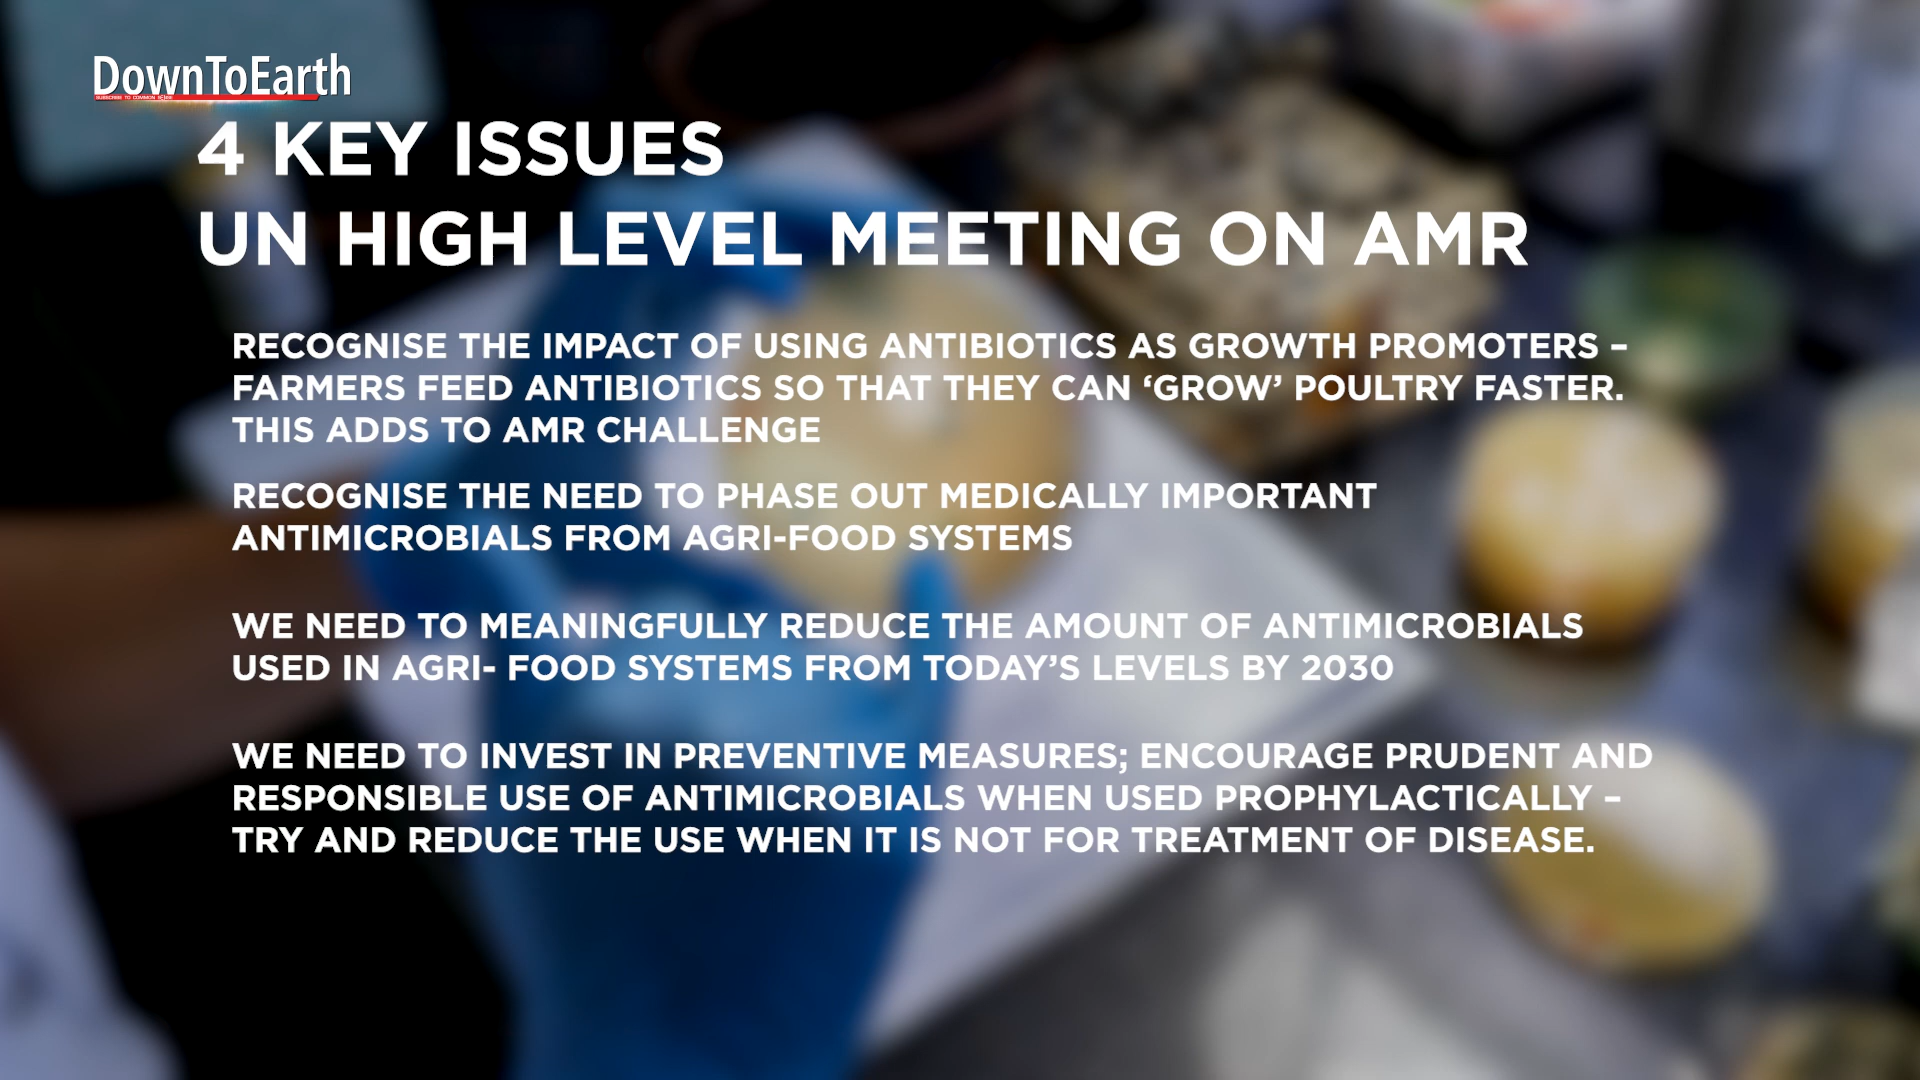 DownToEarth
SUBSCRIBE TO COMMON SENSE
4 KEY ISSUES
UN HIGH LEVEL MEETING ON AMR
RECOGNISE THE IMPACT OF USING ANTIBIOTICS AS GROWTH PROMOTERS –
FARMERS FEED ANTIBIOTICS SO THAT THEY CAN ‘GROW’ POULTRY FASTER.
THIS ADDS TO AMR CHALLENGE
RECOGNISE THE NEED TO PHASE OUT MEDICALLY IMPORTANT
ANTIMICROBIALS FROM AGRI-FOOD SYSTEMS
WE NEED TO MEANINGFULLY REDUCE THE AMOUNT OF ANTIMICROBIALS
USED IN AGRI- FOOD SYSTEMS FROM TODAY’S LEVELS BY 2030
WE NEED TO INVEST IN PREVENTIVE MEASURES; ENCOURAGE PRUDENT AND
RESPONSIBLE USE OF ANTIMICROBIALS WHEN USED PROPHYLACTICALLY –
TRY AND REDUCE THE USE WHEN IT IS NOT FOR TREATMENT OF DISEASE.